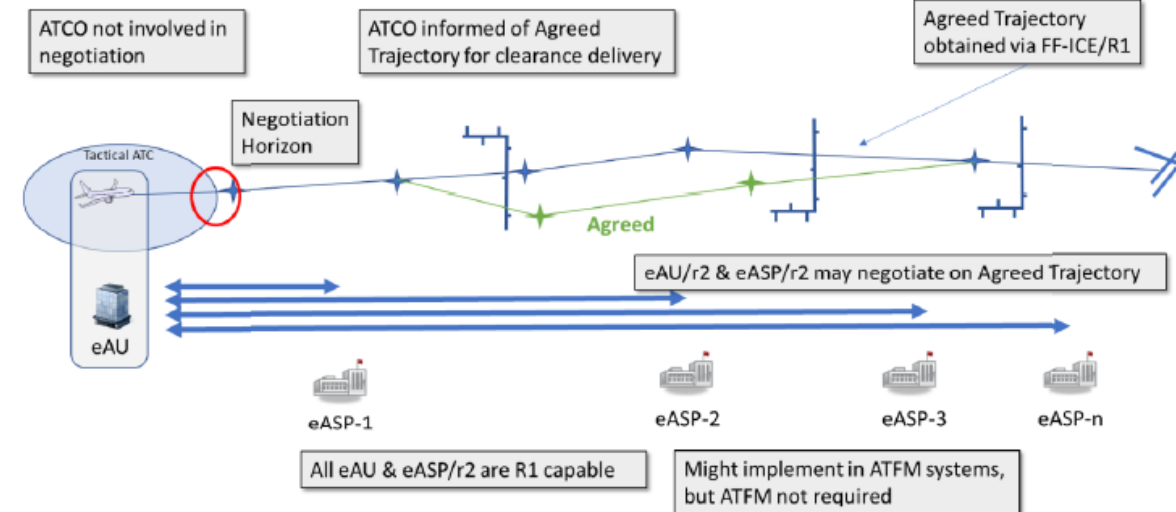 ATCO not involved in
negotiation
ATCO informed of Agreed
Trajectory for clearance delivery
Agreed Trajectory
obtained via FF-ICE/R1
Negotiation
Horizon
Tactical ATC
Agreed
eAU/r2 & eASP/r2 may negotiate on Agreed Trajectory
eAU
eASP-1
eASP-2
eASP-3
eASP-n
All eAU & eASP/r2 are R1 capable
Might implement in ATFM systems,
but ATFM not required